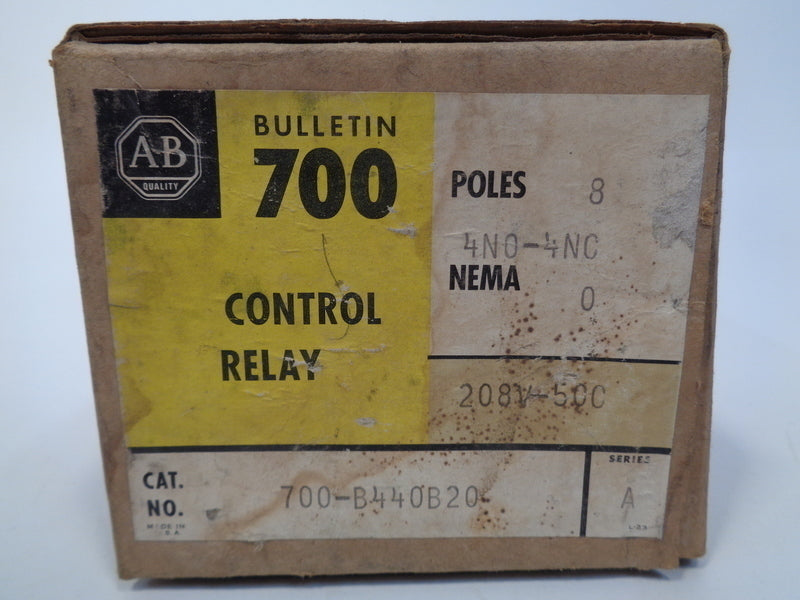 AB
QUALITY
BULLETIN
700
CONTROL
RELAY
POLES 8
4NO-4NC
NEMA
0
208V-50C
CAT.
NO.
700-B440B20
SERIES
A
MADE IN
L-23